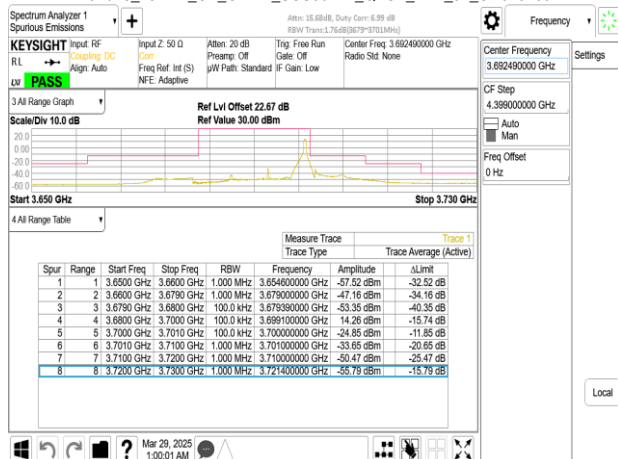 Spectrum Analyzer 1
Spurious Emissions
Attn: 15.68dB, Duty Corr: 6.99 dB
RBW Trans:1.76dB(3679~3701MHz)
Frequency
KEYSIGHT
RL
PASS
Input: RF
Coupling: DC
Align: Auto
Input Z: 50 Ω
Corr
Freq Ref: Int (S)
NFE: Adaptive
Atten: 20 dB
Preamp: Off
µW Path: Standard
Trig: Free Run
Gate: Off
IF Gain: Low
Center Freq: 3.692490000 GHz
Radio Std: None
Center Frequency
3.692490000 GHz
Settings
CF Step
4.399000000 GHz
Auto
Man
Freq Offset
0 Hz
3 All Range Graph
Scale/Div 10.0 dB
Ref Lvl Offset 22.67 dB
Ref Value 30.00 dBm
20.0
0.00
-20.0
-40.0
-60.0
Start 3.650 GHz
Stop 3.730 GHz
4 All Range Table
Measure Trace Trace 1
Trace Type Trace Average (Active)
Spur Range Start Freq Stop Freq RBW Frequency Amplitude ΔLimit
1 1 3.6500 GHz 3.6600 GHz 1.000 MHz 3.654600000 GHz -57.52 dBm -32.52 dB
2 2 3.6600 GHz 3.6790 GHz 1.000 MHz 3.679000000 GHz -47.16 dBm -34.16 dB
3 3 3.6790 GHz 3.6800 GHz 100.0 kHz 3.679390000 GHz -53.35 dBm -40.35 dB
4 4 3.6800 GHz 3.7000 GHz 100.0 kHz 3.699100000 GHz 14.26 dBm -15.74 dB
5 5 3.7000 GHz 3.7010 GHz 100.0 kHz 3.700000000 GHz -24.85 dBm -11.85 dB
6 6 3.7010 GHz 3.7100 GHz 1.000 MHz 3.701000000 GHz -33.65 dBm -20.65 dB
7 7 3.7100 GHz 3.7200 GHz 1.000 MHz 3.710000000 GHz -50.47 dBm -25.47 dB
8 8 3.7200 GHz 3.7300 GHz 1.000 MHz 3.721400000 GHz -55.79 dBm -15.79 dB
Local
?
Mar 29, 2025
1:00:01 AM